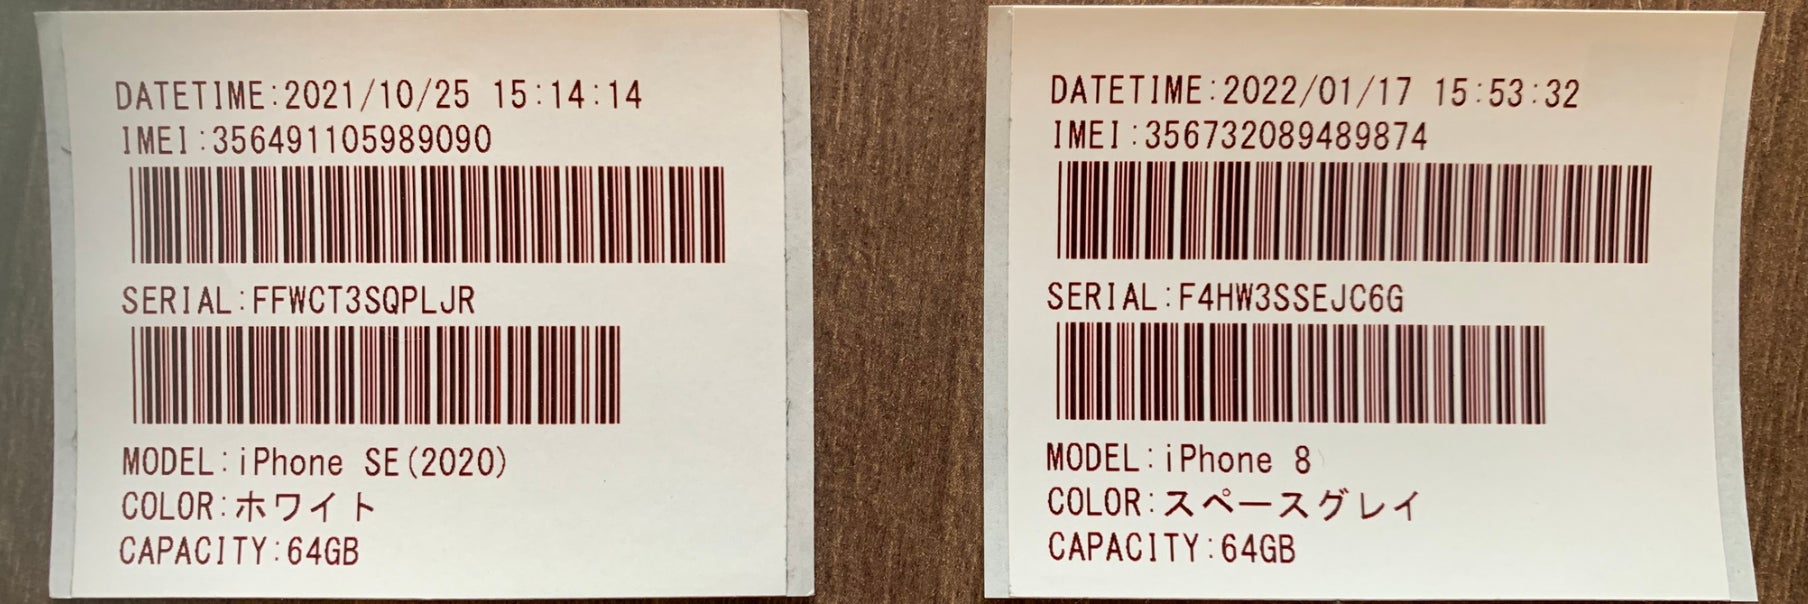 DATETIME:2021/10/25 15:14:14
IMEI:356491105989090
SERIAL:FFWCT3SQPLJR
MODEL:iPhone SE(2020)
COLOR:ホワイト
CAPACITY:64GB
DATETIME:2022/01/17 15:53:32
IMEI:356732089489874
SERIAL:F4HW3SSEJC6G
MODEL:iPhone 8
COLOR:スペースグレイ
CAPACITY:64GB